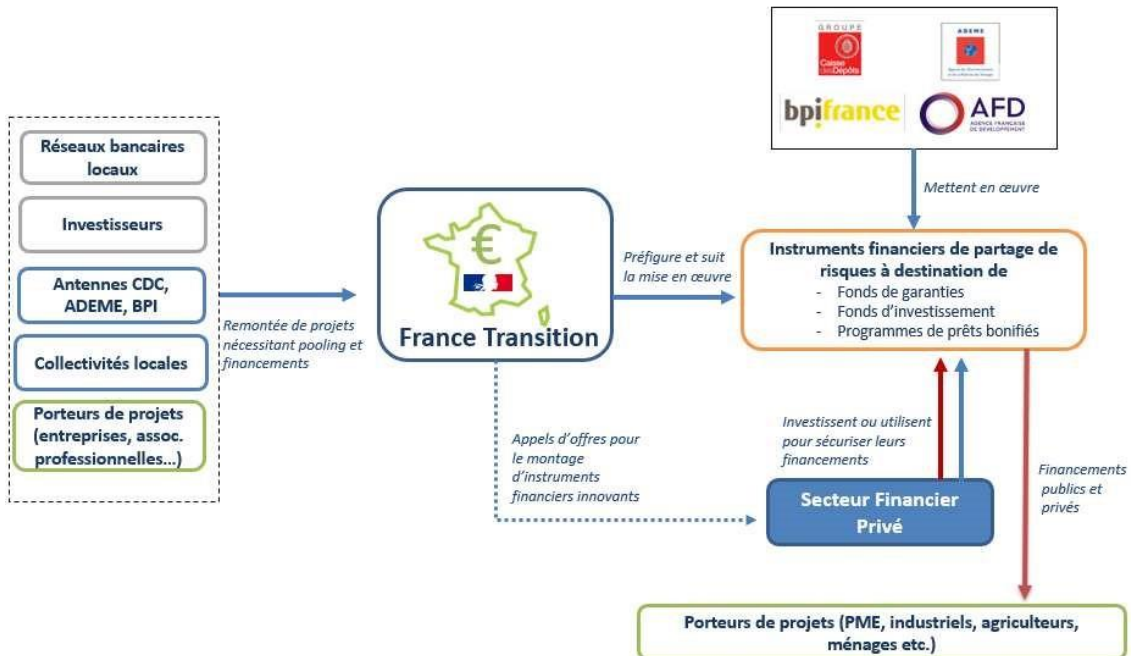 GROUPE
Caisse
des Dépôts
ADEME
bpifrance
AFD
AGENCE FRANÇAISE
DE DÉVELOPPEMENT
Réseaux bancaires
locaux
Investisseurs
Antennes CDC,
ADEME, BPI
Collectivités locales
Porteurs de projets
(entreprises, assoc.
professionnelles...)
Remontée de projets
nécessitant pooling et
financements
€
France Transition
Préfigure et suit
la mise en œuvre
Mettent en œuvre
Instruments financiers de partage de
risques à destination de
- Fonds de garanties
- Fonds d’investissement
- Programmes de prêts bonifiés
Appels d’offres pour
le montage
d’instruments
financiers innovants
Investissent ou utilisent
pour sécuriser leurs
financements
Secteur Financier
Privé
Financements
publics et
privés
Porteurs de projets (PME, industriels, agriculteurs,
ménages etc.)